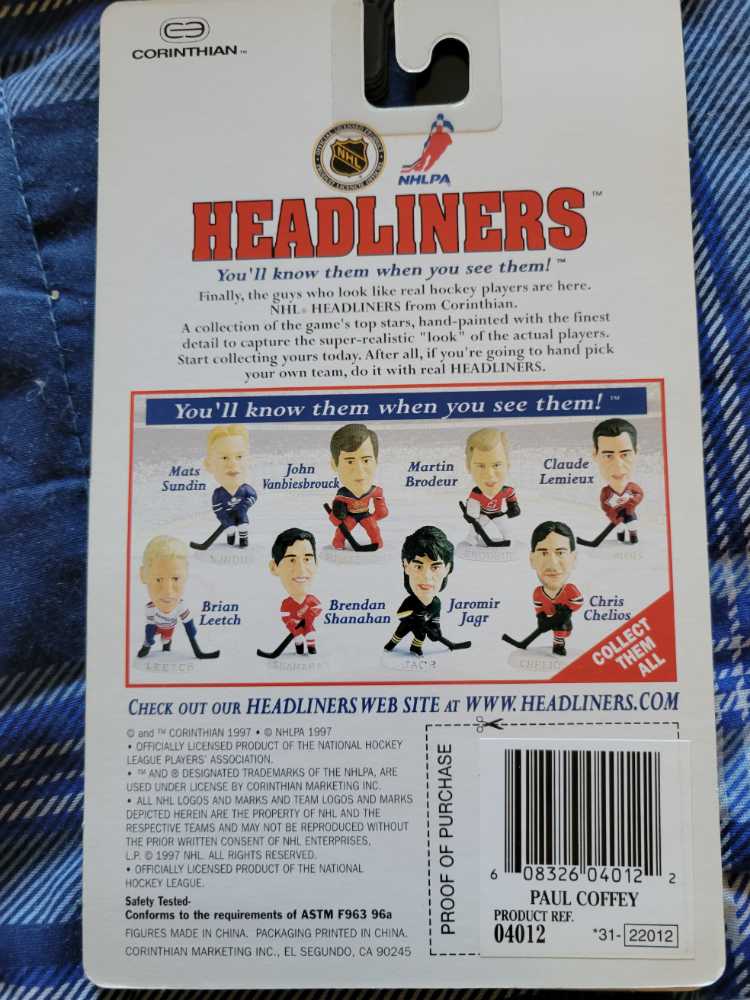 CORINTHIAN™
OFFICIAL LICENSED PRODUCT
NHL
NHLPA
HEADLINERS™
You'll know them when you see them! ™
Finally, the guys who look like real hockey players are here.
NHL® HEADLINERS from Corinthian.
A collection of the game's top stars, hand-painted with the finest
detail to capture the super-realistic "look" of the actual players.
Start collecting yours today. After all, if you're going to hand pick
your own team, do it with real HEADLINERS.
You'll know them when you see them! ™
Mats
Sundin
John
Vanbiesbrouck
Martin
Brodeur
Claude
Lemieux
Brian
Leetch
Brendan
Shanahan
Jaromir
Jagr
Chris
Chelios
LEETCH
COLLECT
THEM
ALL
CHECK OUT OUR HEADLINERS WEB SITE AT WWW.HEADLINERS.COM
© and ™ CORINTHIAN 1997 • © NHLPA 1997
• OFFICIALLY LICENSED PRODUCT OF THE NATIONAL HOCKEY
LEAGUE PLAYERS' ASSOCIATION.
• ™ AND ® DESIGNATED TRADEMARKS OF THE NHLPA, ARE
USED UNDER LICENSE BY CORINTHIAN MARKETING INC.
• ALL NHL LOGOS AND MARKS AND TEAM LOGOS AND MARKS
DEPICTED HEREIN ARE THE PROPERTY OF NHL AND THE
RESPECTIVE TEAMS AND MAY NOT BE REPRODUCED WITHOUT
THE PRIOR WRITTEN CONSENT OF NHL ENTERPRISES,
L.P. © 1997 NHL. ALL RIGHTS RESERVED.
• OFFICIALLY LICENSED PRODUCT OF THE NATIONAL
HOCKEY LEAGUE.
Safety Tested-
Conforms to the requirements of ASTM F963 96a
FIGURES MADE IN CHINA. PACKAGING PRINTED IN CHINA.
CORINTHIAN MARKETING INC., EL SEGUNDO, CA 90245
PROOF OF PURCHASE
6 08326 04012 2
PAUL COFFEY
PRODUCT REF.
04012 *31- 22012